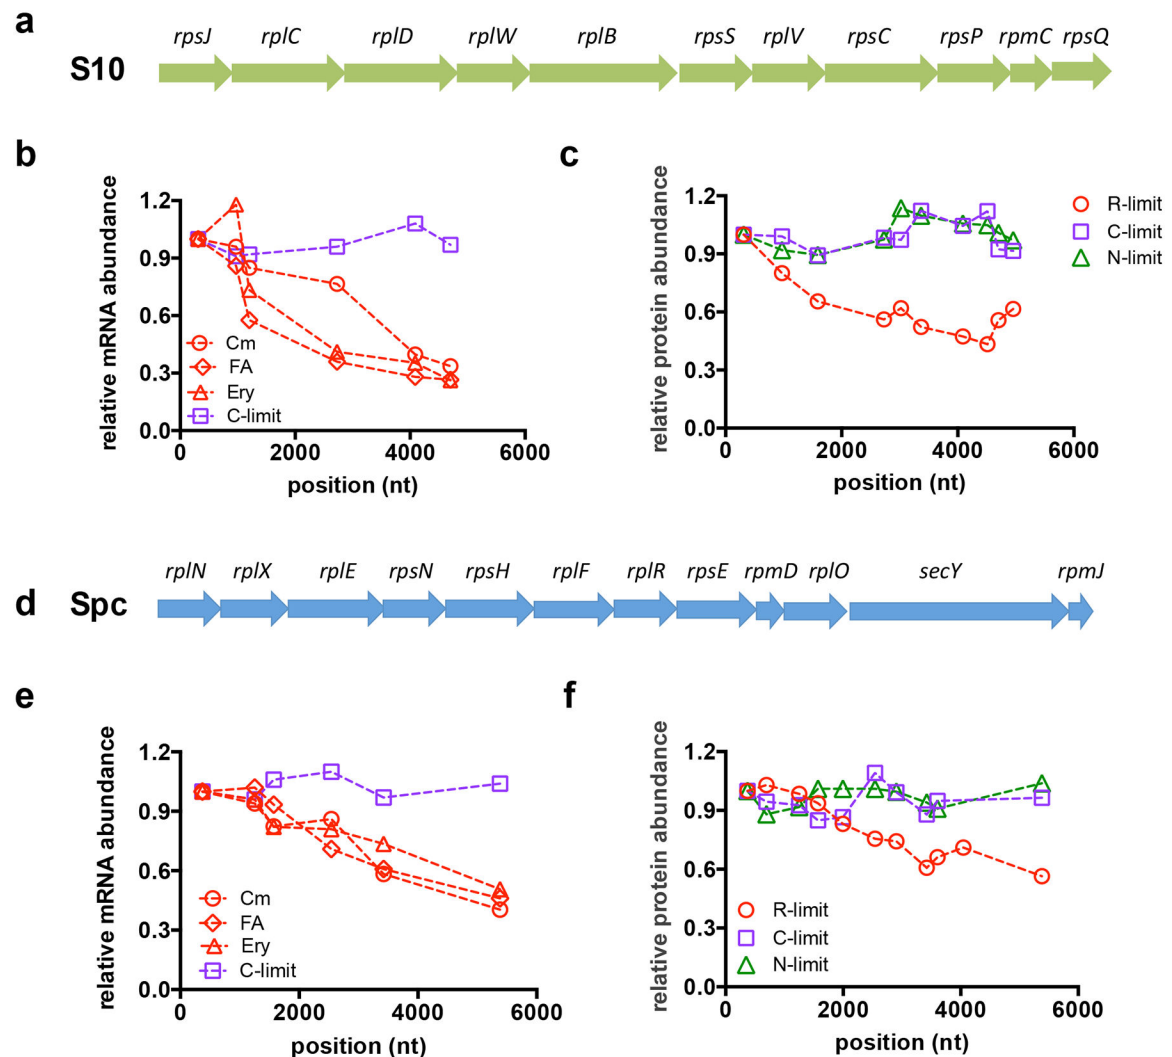 a
rpsJ rplC rplD rplW rplB rpsS rplV rpsC rpsP rpmC rpsQ
S10
b
relative mRNA abundance
1.2
0.9
0.6
0.3
0.0
0 2000 4000 6000
position (nt)
Cm
FA
Ery
C-limit
c
relative protein abundance
1.2
0.9
0.6
0.3
0.0
0 2000 4000 6000
position (nt)
R-limit
C-limit
N-limit
rplN rplX rplE rpsN rpsH rplF rplR rpsE rpmD rplO secY rpmJ
d Spc
e
relative mRNA abundance
1.2
0.9
0.6
0.3
0.0
0 2000 4000 6000
position (nt)
Cm
FA
Ery
C-limit
f
relative protein abundance
1.2
0.9
0.6
0.3
0.0
0 2000 4000 6000
position (nt)
R-limit
C-limit
N-limit